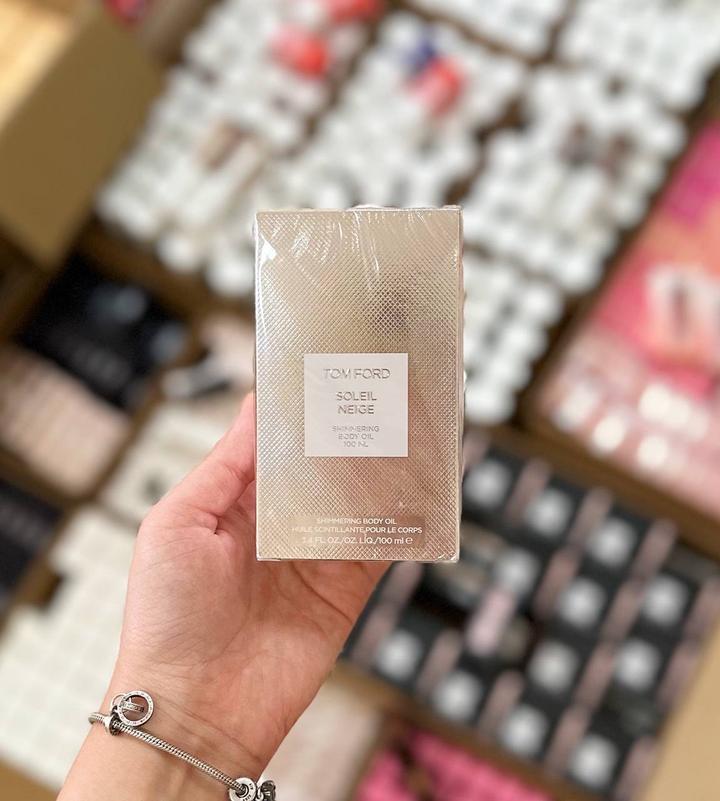 TOM FORD
SOLEIL
NEIGE
SHIMMERING
BODY OIL
100 ML
SHIMMERING BODY OIL
HUILE SCINTILLANTE POUR LE CORPS
3.4 FL.OZ./OZ. LIQ./100 ml ℮